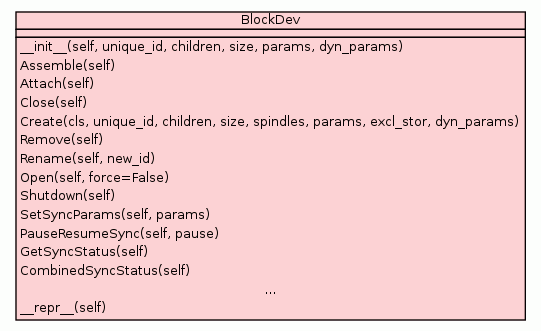 BlockDev
__init__(self, unique_id, children, size, params, dyn_params)
Assemble(self)
Attach(self)
Close(self)
Create(cls, unique_id, children, size, spindles, params, excl_stor, dyn_params)
Remove(self)
Rename(self, new_id)
Open(self, force=False)
Shutdown(self)
SetSyncParams(self, params)
PauseResumeSync(self, pause)
GetSyncStatus(self)
CombinedSyncStatus(self)
...
__repr__(self)